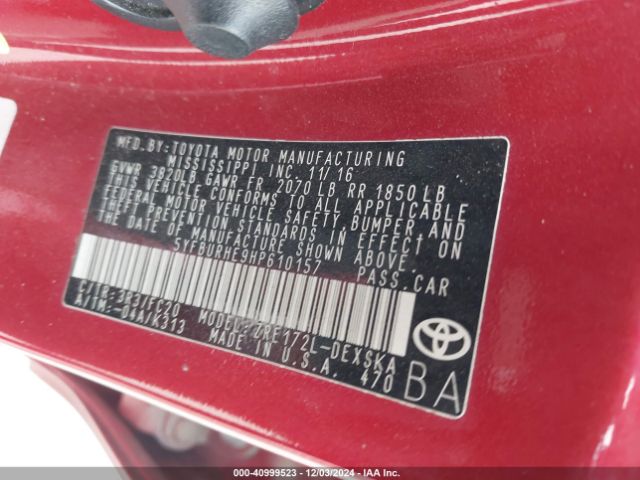 MFD.BY: TOYOTA MOTOR MANUFACTURING
MISSISSIPPI INC. 11/16
GVWR 3820LB GAWR FR 2070 LB RR 1850 LB
THIS VEHICLE CONFORMS TO ALL APPLICABLE
FEDERAL MOTOR VEHICLE SAFETY, BUMPER, AND
THEFT PREVENTION STANDARDS IN EFFECT ON
THE DATE OF MANUFACTURE SHOWN ABOVE.
5YFBURHE9HP610157 PASS.CAR
C/TR: 3R3/FC20 MODEL: ZRE172L-DEXSKA
A/TM: -04A/K313 MADE IN U.S.A. 470
BA
000-40999523 - 12/03/2024 - IAA Inc.